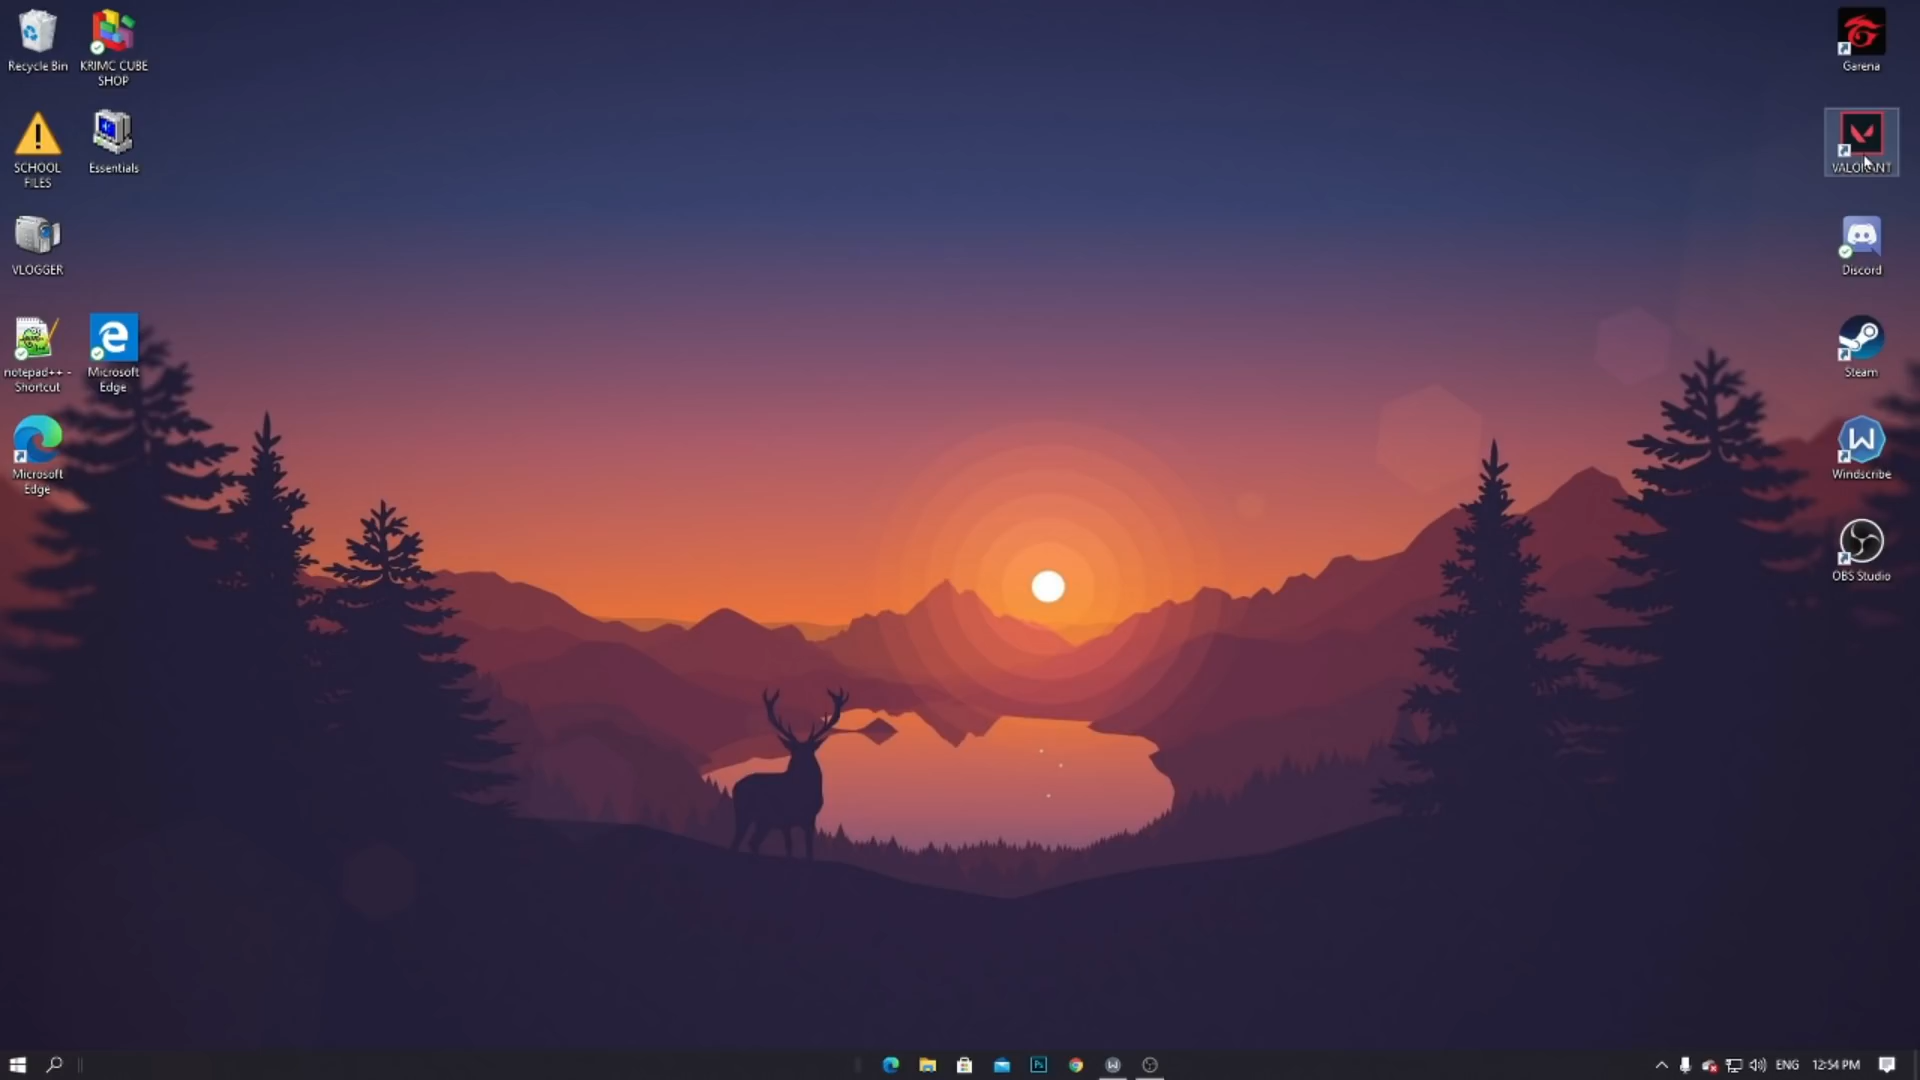 Recycle Bin
KRIMC CUBE
SHOP
SCHOOL
FILES
Essentials
VLOGGER
notepad++ -
Shortcut
Microsoft
Edge
Microsoft
Edge
Garena
VALORANT
Discord
Steam
Windscribe
OBS Studio
Ps
ENG
12:54 PM